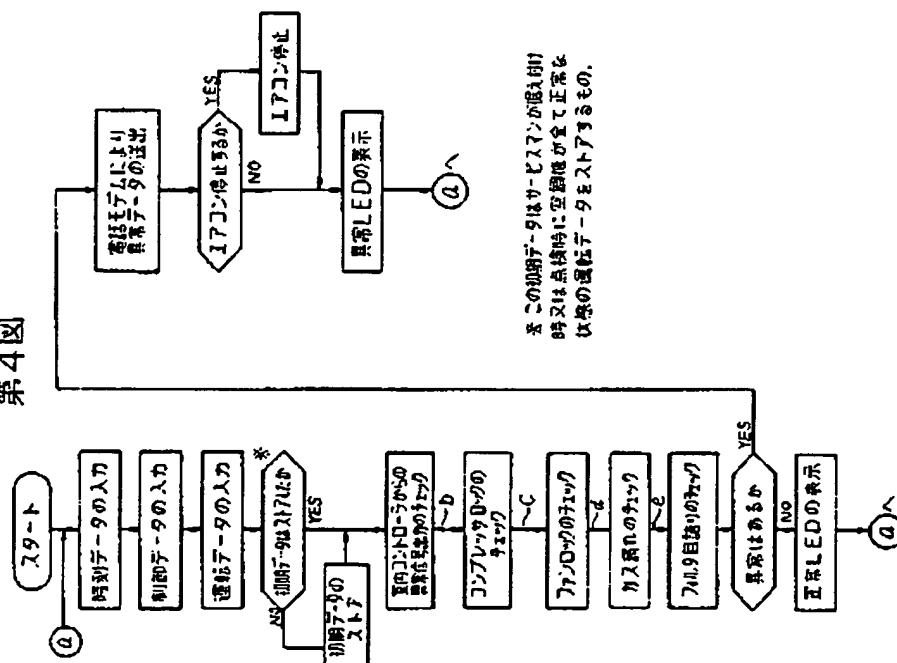 第4図
スタート
a
時刻データの入力
制御データの入力
運転データの入力
初期データはストアしたか
※
NO
YES
初期データの
ストア
室内コントローラからの
異常信号出力のチェック
b
コンプレッサロックの
チェック
C
ファンロックのチェック
d
ガス漏れのチェック
e
フィルタ目詰りのチェック
異常はあるか
YES
NO
正常LEDの表示
aへ
電話モデムにより
異常データの送出
エアコン停止するか
YES
NO
エアコン停止
異常LEDの表示
aへ
※ この初期データはサービスマンが据え付け
時又は点検時に空調機が全て正常な
状態の運転データをストアするもの。